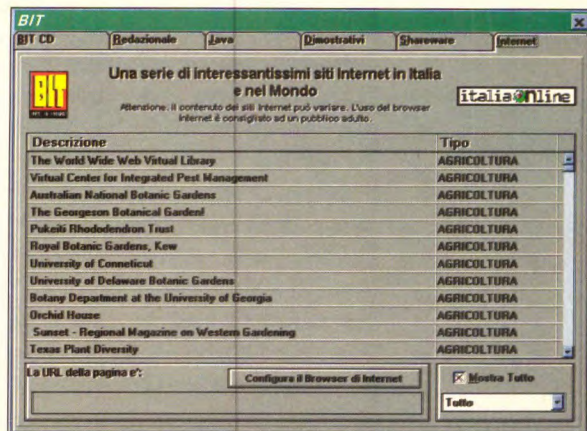 BIT
BIT CD Redazionale Java Dimostrativi Shareware Internet
BIT
Una serie di interessantissimi siti Internet in Italia
e nel Mondo
Attenzione. Il contenuto dei siti Internet può variare. L'uso del browser
Internet è consigliato ad un pubblico adulto.
italiaOnline
Descrizione Tipo
The World Wide Web Virtual Library AGRICOLTURA
Virtual Center for Integrated Pest Management AGRICOLTURA
Australian National Botanic Gardens AGRICOLTURA
The Georgeson Botanical Garden! AGRICOLTURA
Pukeiti Rhododendron Trust AGRICOLTURA
Royal Botanic Gardens, Kew AGRICOLTURA
University of Conneticut AGRICOLTURA
University of Delaware Botanic Gardens AGRICOLTURA
Botany Department at the University of Georgia AGRICOLTURA
Orchid House AGRICOLTURA
Sunset - Regional Magazine on Western Gardening AGRICOLTURA
Texas Plant Diversity AGRICOLTURA
La URL della pagina e':
Configura il Browser di Internet
Mostra Tutto
Tutto